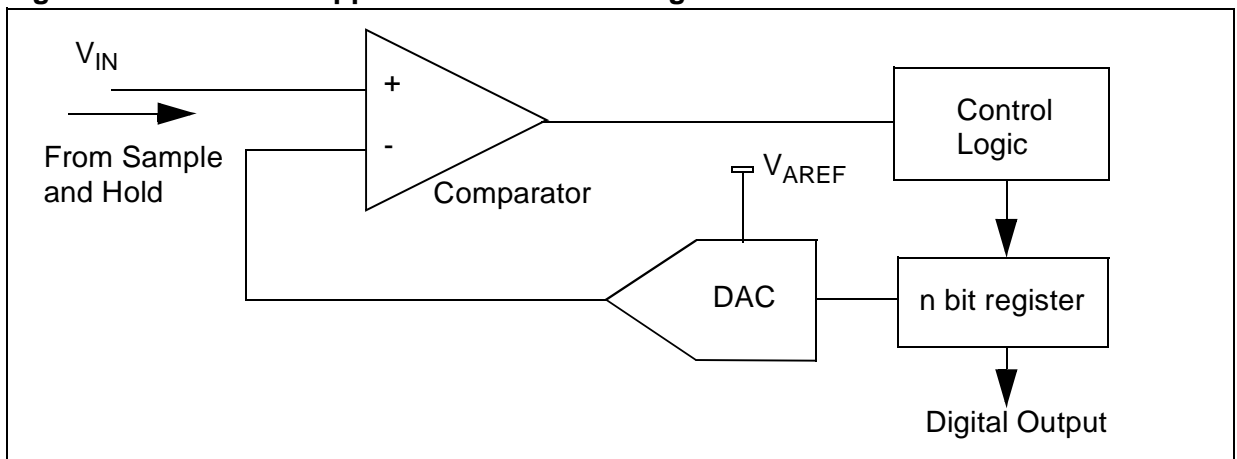 V_IN
From Sample
and Hold
+
-
Comparator
Control
Logic
V_AREF
DAC
n bit register
Digital Output